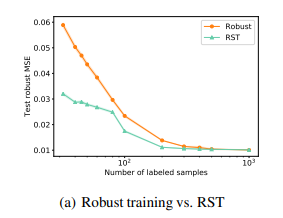 0.06
0.05
0.04
0.03
0.02
0.01
Test robust MSE
Robust
RST
10²
10³
Number of labeled samples
(a) Robust training vs. RST